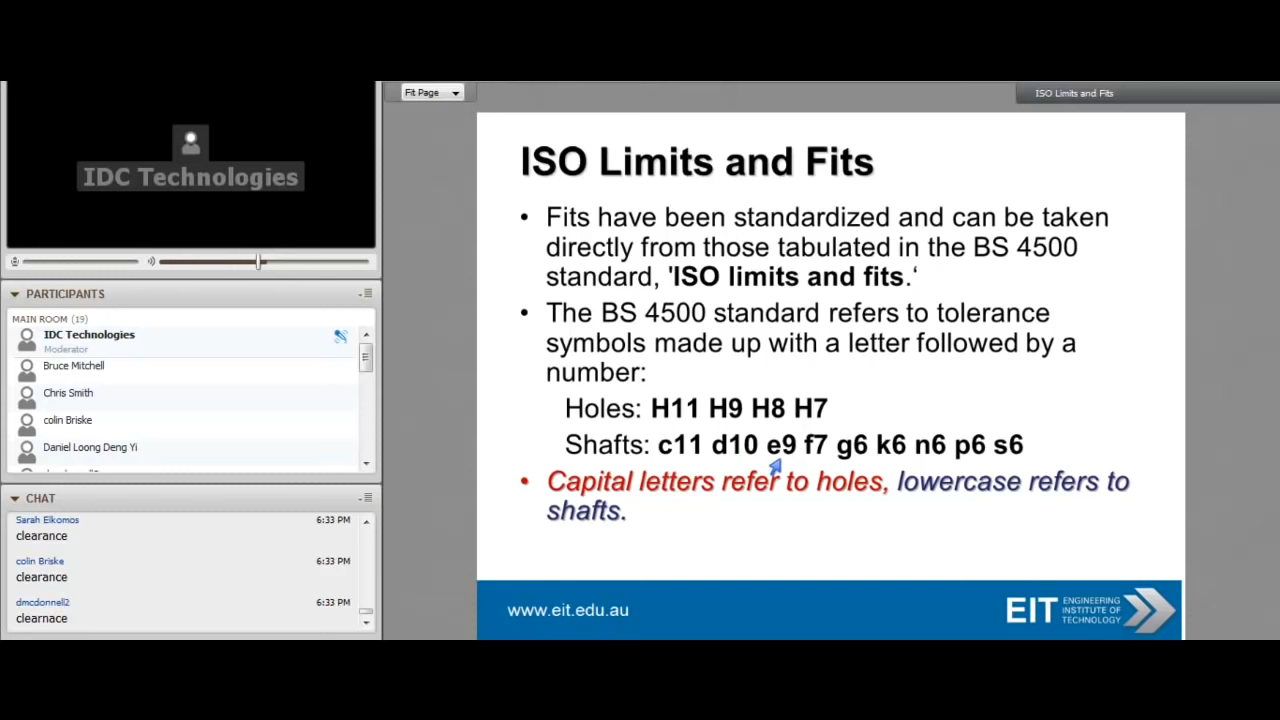 Fit Page
ISO Limits and Fits
IDC Technologies
PARTICIPANTS
MAIN ROOM (19)
IDC Technologies
Moderator
Bruce Mitchell
Chris Smith
colin Briske
Daniel Loong Deng Yi
CHAT
Sarah Elkomos 6:33 PM
clearance
colin Briske 6:33 PM
clearance
dmcdonnell2 6:33 PM
clearnace
ISO Limits and Fits
• Fits have been standardized and can be taken
directly from those tabulated in the BS 4500
standard, 'ISO limits and fits.‘
• The BS 4500 standard refers to tolerance
symbols made up with a letter followed by a
number:
Holes: H11 H9 H8 H7
Shafts: c11 d10 e9 f7 g6 k6 n6 p6 s6
• Capital letters refer to holes, lowercase refers to
shafts.
www.eit.edu.au
EIT
ENGINEERING
INSTITUTE OF
TECHNOLOGY